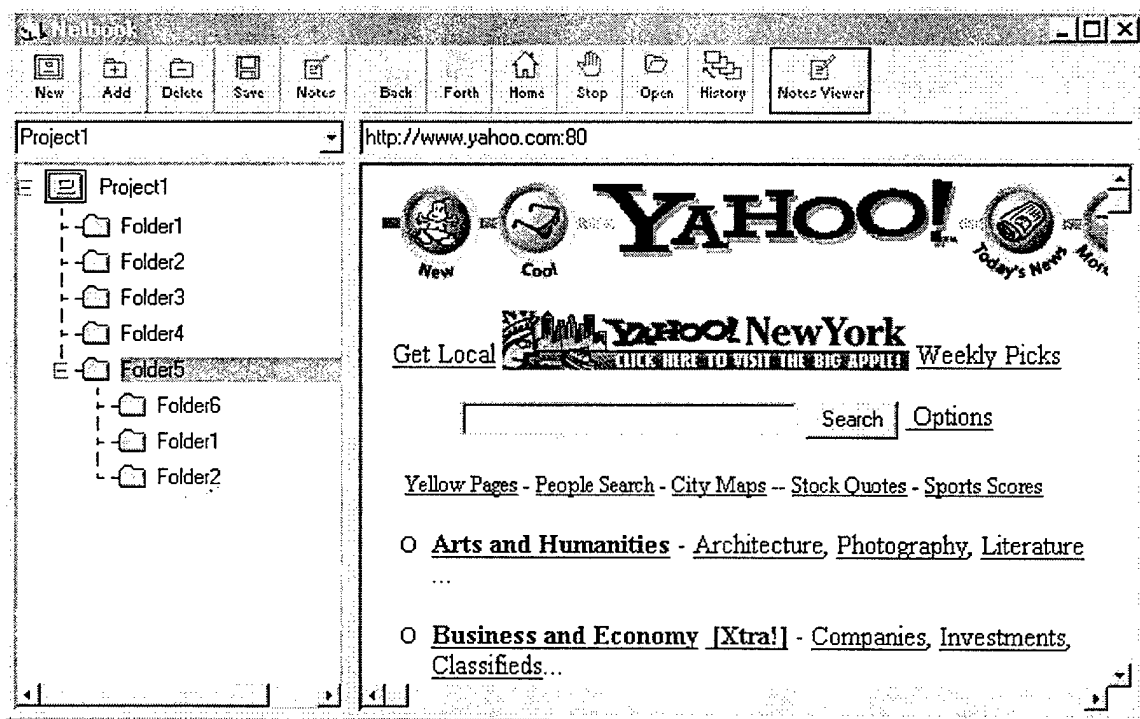 Netbook
New Add Delete Save Notes Back Forth Home Stop Open History Notes Viewer
Project1
http://www.yahoo.com:80
Project1
Folder1
Folder2
Folder3
Folder4
Folder5
Folder6
Folder1
Folder2
YAHOO!
New Cool Today's News More
Get Local YAHOO! NewYork Weekly Picks
CLICK HERE TO VISIT THE BIG APPLE!
Search Options
Yellow Pages - People Search - City Maps -- Stock Quotes - Sports Scores
O Arts and Humanities - Architecture, Photography, Literature
...
O Business and Economy [Xtra!] - Companies, Investments,
Classifieds...